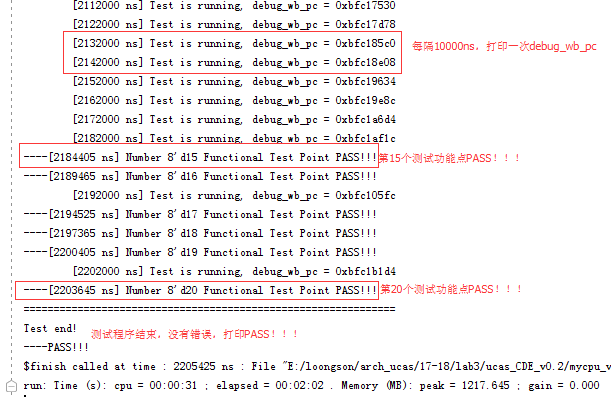 [2112000 ns] Test is running, debug_wb_pc = 0xbfc17530
[2122000 ns] Test is running, debug_wb_pc = 0xbfc17d78
[2132000 ns] Test is running, debug_wb_pc = 0xbfc185c0
每隔10000ns，打印一次debug_wb_pc
[2142000 ns] Test is running, debug_wb_pc = 0xbfc18e08
[2152000 ns] Test is running, debug_wb_pc = 0xbfc19634
[2162000 ns] Test is running, debug_wb_pc = 0xbfc19e8c
[2172000 ns] Test is running, debug_wb_pc = 0xbfc1a6d4
[2182000 ns] Test is running, debug_wb_pc = 0xbfc1af1c
----[2184405 ns] Number 8'd15 Functional Test Point PASS!!! 第15个测试功能点PASS！！！
----[2189465 ns] Number 8'd16 Functional Test Point PASS!!!
[2192000 ns] Test is running, debug_wb_pc = 0xbfc105fc
----[2194525 ns] Number 8'd17 Functional Test Point PASS!!!
----[2197365 ns] Number 8'd18 Functional Test Point PASS!!!
----[2200405 ns] Number 8'd19 Functional Test Point PASS!!!
[2202000 ns] Test is running, debug_wb_pc = 0xbfc1b1d4
----[2203645 ns] Number 8'd20 Functional Test Point PASS!!! 第20个测试功能点PASS！！！
==============================================================
Test end!
测试程序结束，没有错误，打印PASS！！！
----PASS!!!
$finish called at time : 2205425 ns : File "E:/loongson/arch_ucas/17-18/lab3/ucas_CDE_v0.2/mycpu_v
run: Time (s): cpu = 00:00:31 ; elapsed = 00:02:02 . Memory (MB): peak = 1217.645 ; gain = 0.000